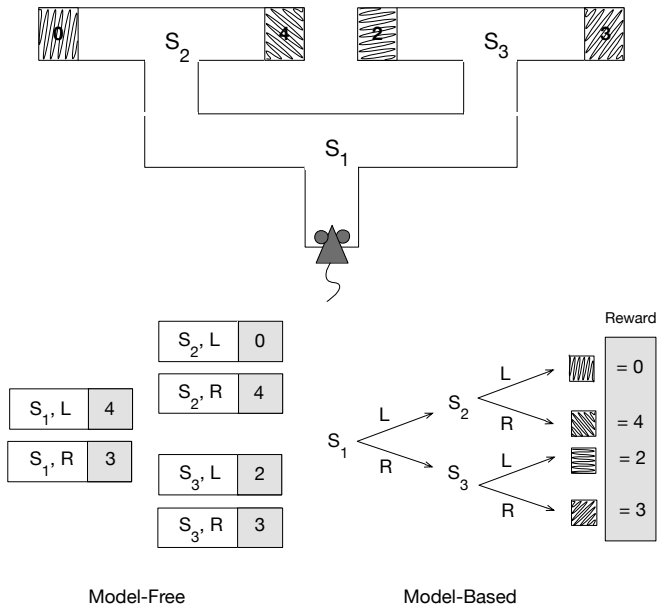 0 S2 4 2 S3 3
S1
Reward
S2, L 0
S2, R 4
S1, L 4
S1, R 3
S3, L 2
S3, R 3
S1
L
R
S2
S3
L
R
L
R
= 0
= 4
= 2
= 3
Model-Free
Model-Based